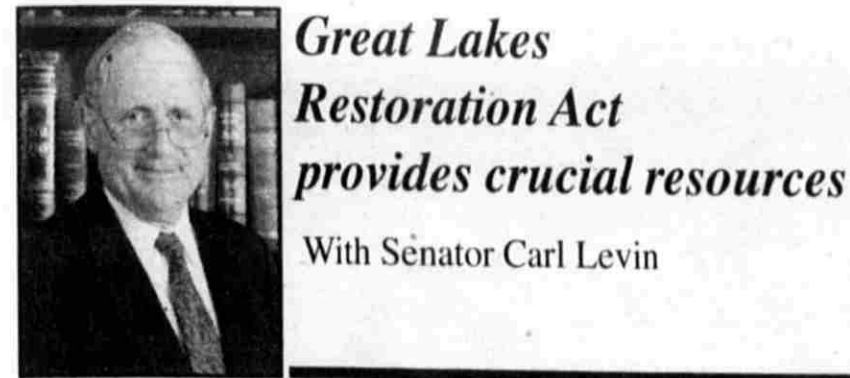 Great Lakes
Restoration Act
provides crucial resources
With Senator Carl Levin